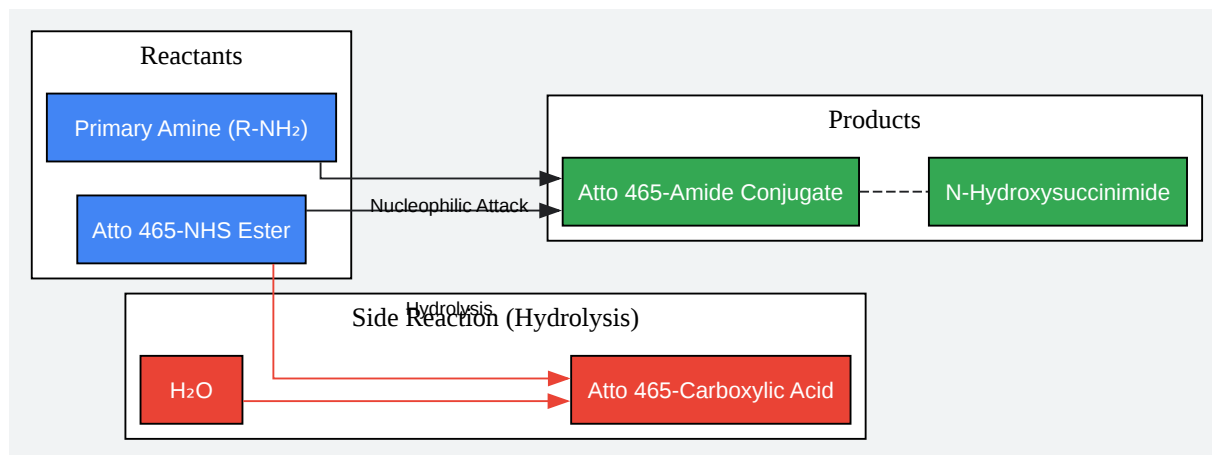 Reactants
Primary Amine (R-NH₂)
Atto 465-NHS Ester
Nucleophilic Attack
Products
Atto 465-Amide Conjugate
N-Hydroxysuccinimide
Hydrolysis
Side Reaction (Hydrolysis)
H₂O
Atto 465-Carboxylic Acid